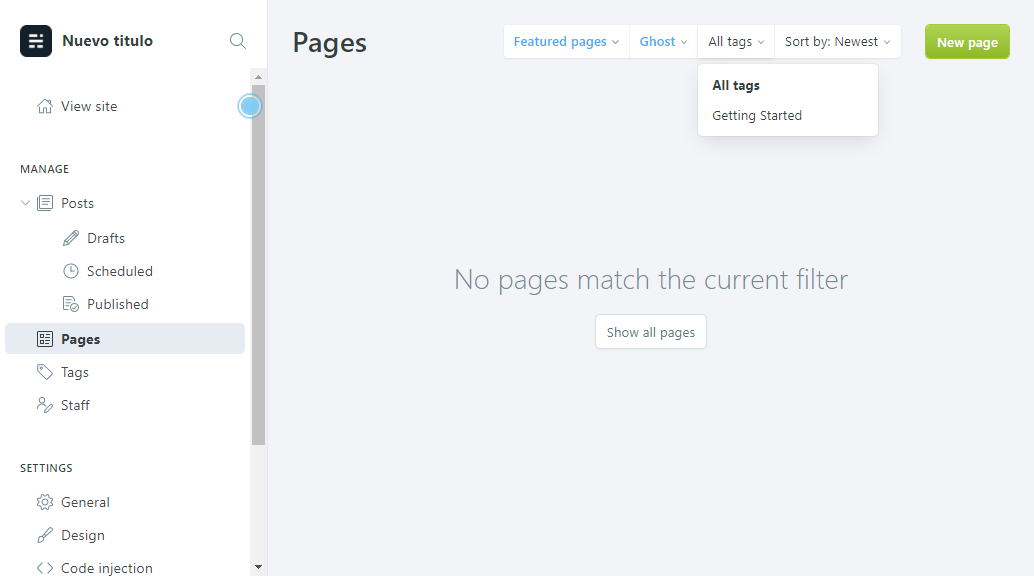 Nuevo titulo
View site
MANAGE
Posts
Drafts
Scheduled
Published
Pages
Tags
Staff
SETTINGS
General
Design
Code injection
Pages
Featured pages
Ghost
All tags
Sort by: Newest
New page
All tags
Getting Started
No pages match the current filter
Show all pages